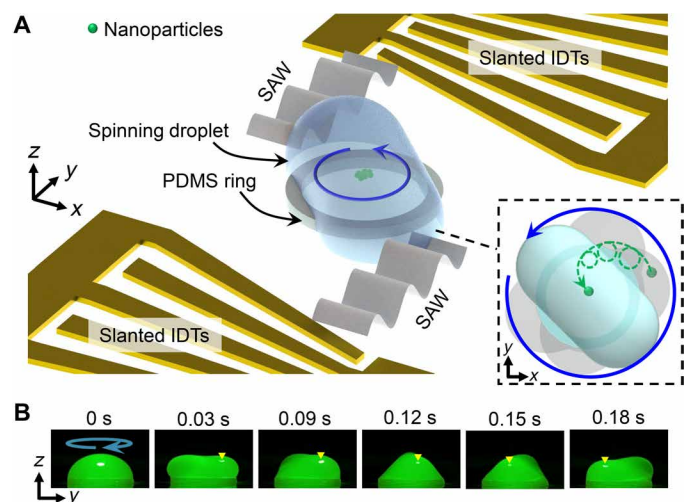 A
Nanoparticles
Slanted IDTs
SAW
Spinning droplet
PDMS ring
z
y
x
SAW
Slanted IDTs
y
x
B
0 s
0.03 s
0.09 s
0.12 s
0.15 s
0.18 s
z
y